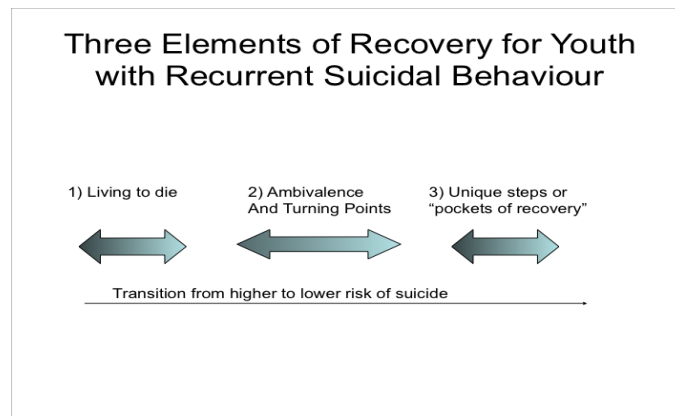 Three Elements of Recovery for Youth
with Recurrent Suicidal Behaviour
1) Living to die
2) Ambivalence
And Turning Points
3) Unique steps or
“pockets of recovery”
Transition from higher to lower risk of suicide